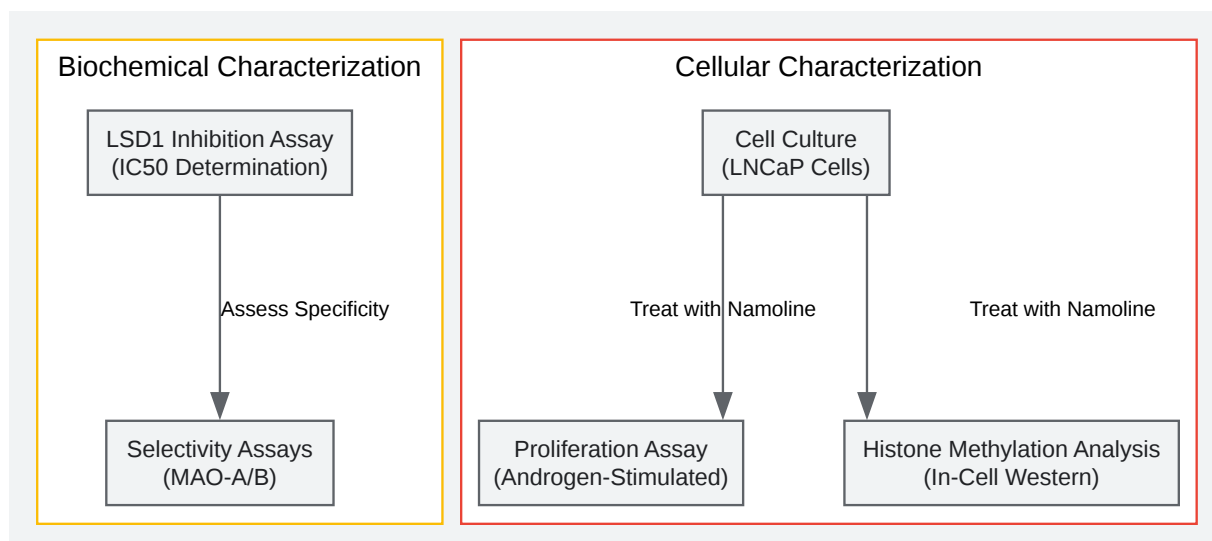 Biochemical Characterization
LSD1 Inhibition Assay
(IC50 Determination)
Assess Specificity
Selectivity Assays
(MAO-A/B)
Cellular Characterization
Cell Culture
(LNCaP Cells)
Treat with Namoline
Treat with Namoline
Proliferation Assay
(Androgen-Stimulated)
Histone Methylation Analysis
(In-Cell Western)